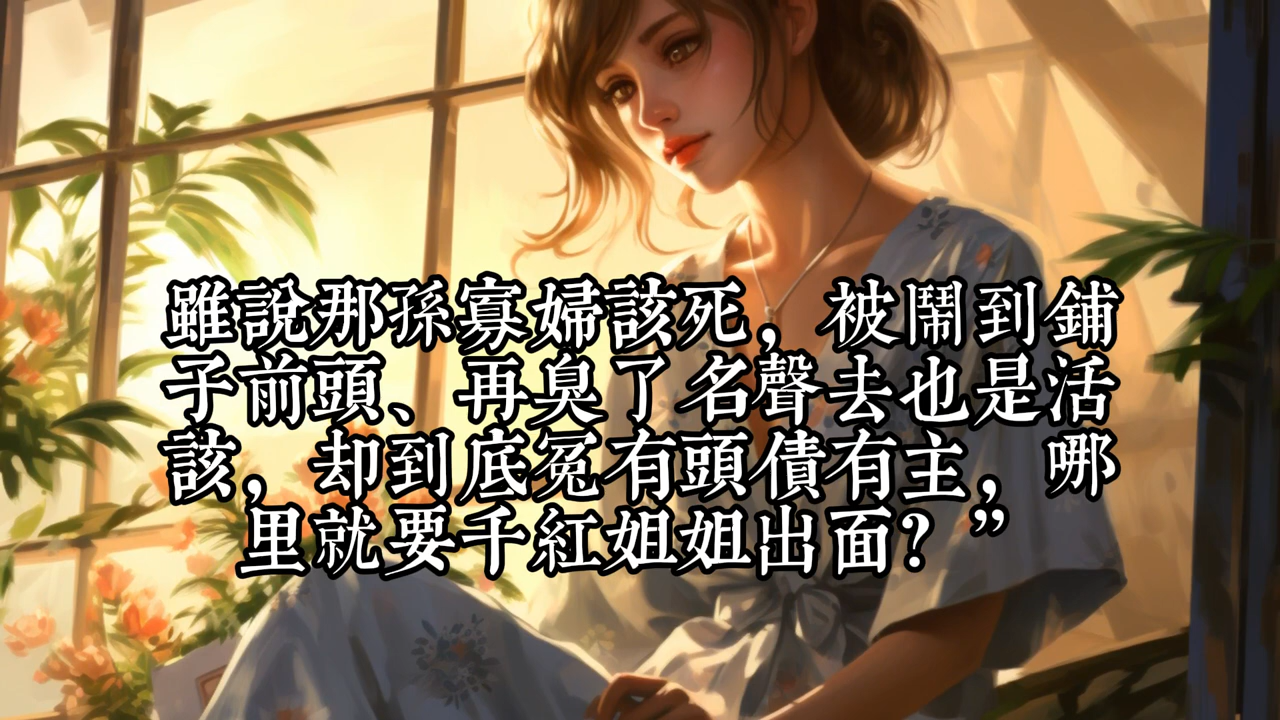 雖說那孫寡婦該死，被鬧到鋪
子前頭、再臭了名聲去也是活
該，却到底冤有頭債有主，哪
里就要千紅姐姐出面？”